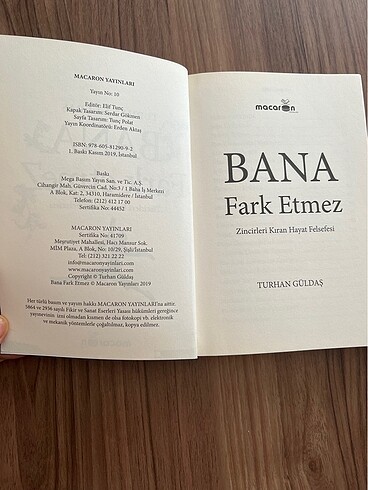 MACARON YAYINLARI
Yayın No: 10
Editör: Elif Tunç
Kapak Tasarım: Serdar Gökmen
Sayfa Tasarım: Tunç Polat
Yayın Koordinatörü: Erden Aktaş
ISBN: 978-605-81290-9-2
1. Baskı Kasım 2019, İstanbul
Baskı
Mega Basım Yayın San. ve Tic. A.Ş.
Cihangir Mah. Güvercin Cad. No:3 / 1 Baha İş Merkezi
A Blok, Kat: 2, 34310, Haramidere / İstanbul
Telefon: (212) 412 17 00
Sertifika No: 44452
MACARON YAYINLARI
Sertifika No: 41709
Meşrutiyet Mahallesi, Hacı Mansur Sok.
MİM Plaza, A Blok, No: 10/29, Şişli/İstanbul
Tel: (212) 321 22 22
info@macaronyayinlari.com
www.macaronyayinlari.com
Copyright © Turhan Güldaş
Bana Fark Etmez © Macaron Yayınları 2019
Her türlü basım ve yayım hakkı MACARON YAYINLARI'na aittir.
5864 ve 2936 sayılı Fikir ve Sanat Eserleri Yasası hükümleri gereğince
yayınevinin izni olmadan kısmen de olsa fotokopi vb. elektronik
ve mekanik yöntemlerle çoğaltılmaz, kopya edilmez.
macaron
BANA
Fark Etmez
Zincirleri Kıran Hayat Felsefesi
TURHAN GÜLDAŞ